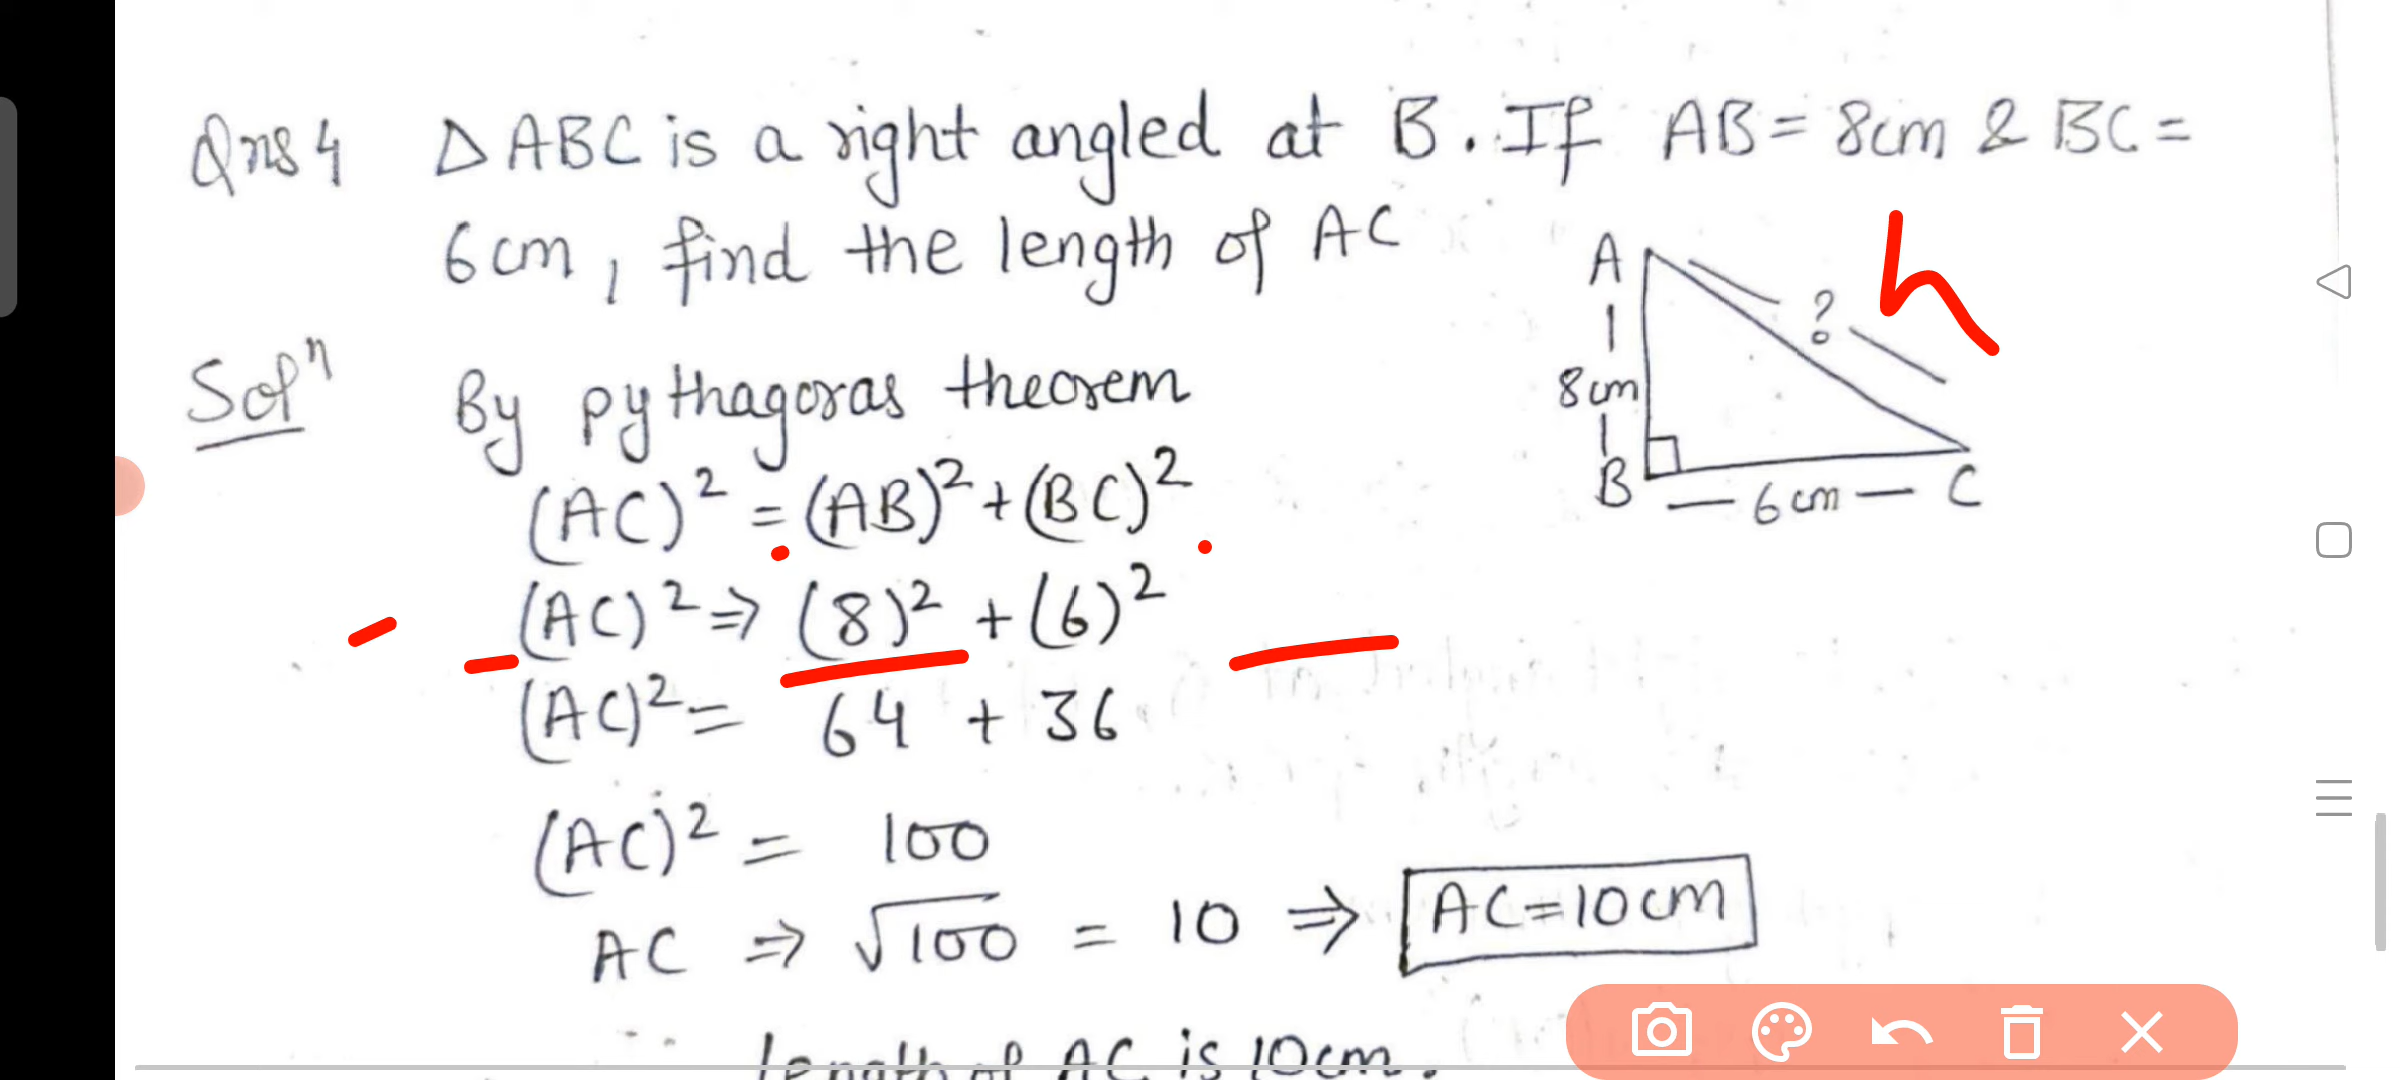 Qns 4 △ABC is a right angled at B. If AB = 8cm & BC =
6cm, find the length of AC
h
A
?
8cm
B
6cm
C
Solⁿ By pythagoras theorem
(AC)² = (AB)² + (BC)²
(AC)² ⇒ (8)² + (6)²
(AC)² = 64 + 36
(AC)² = 100
AC ⇒ √100 = 10 ⇒ AC = 10cm
length of AC is 10cm.